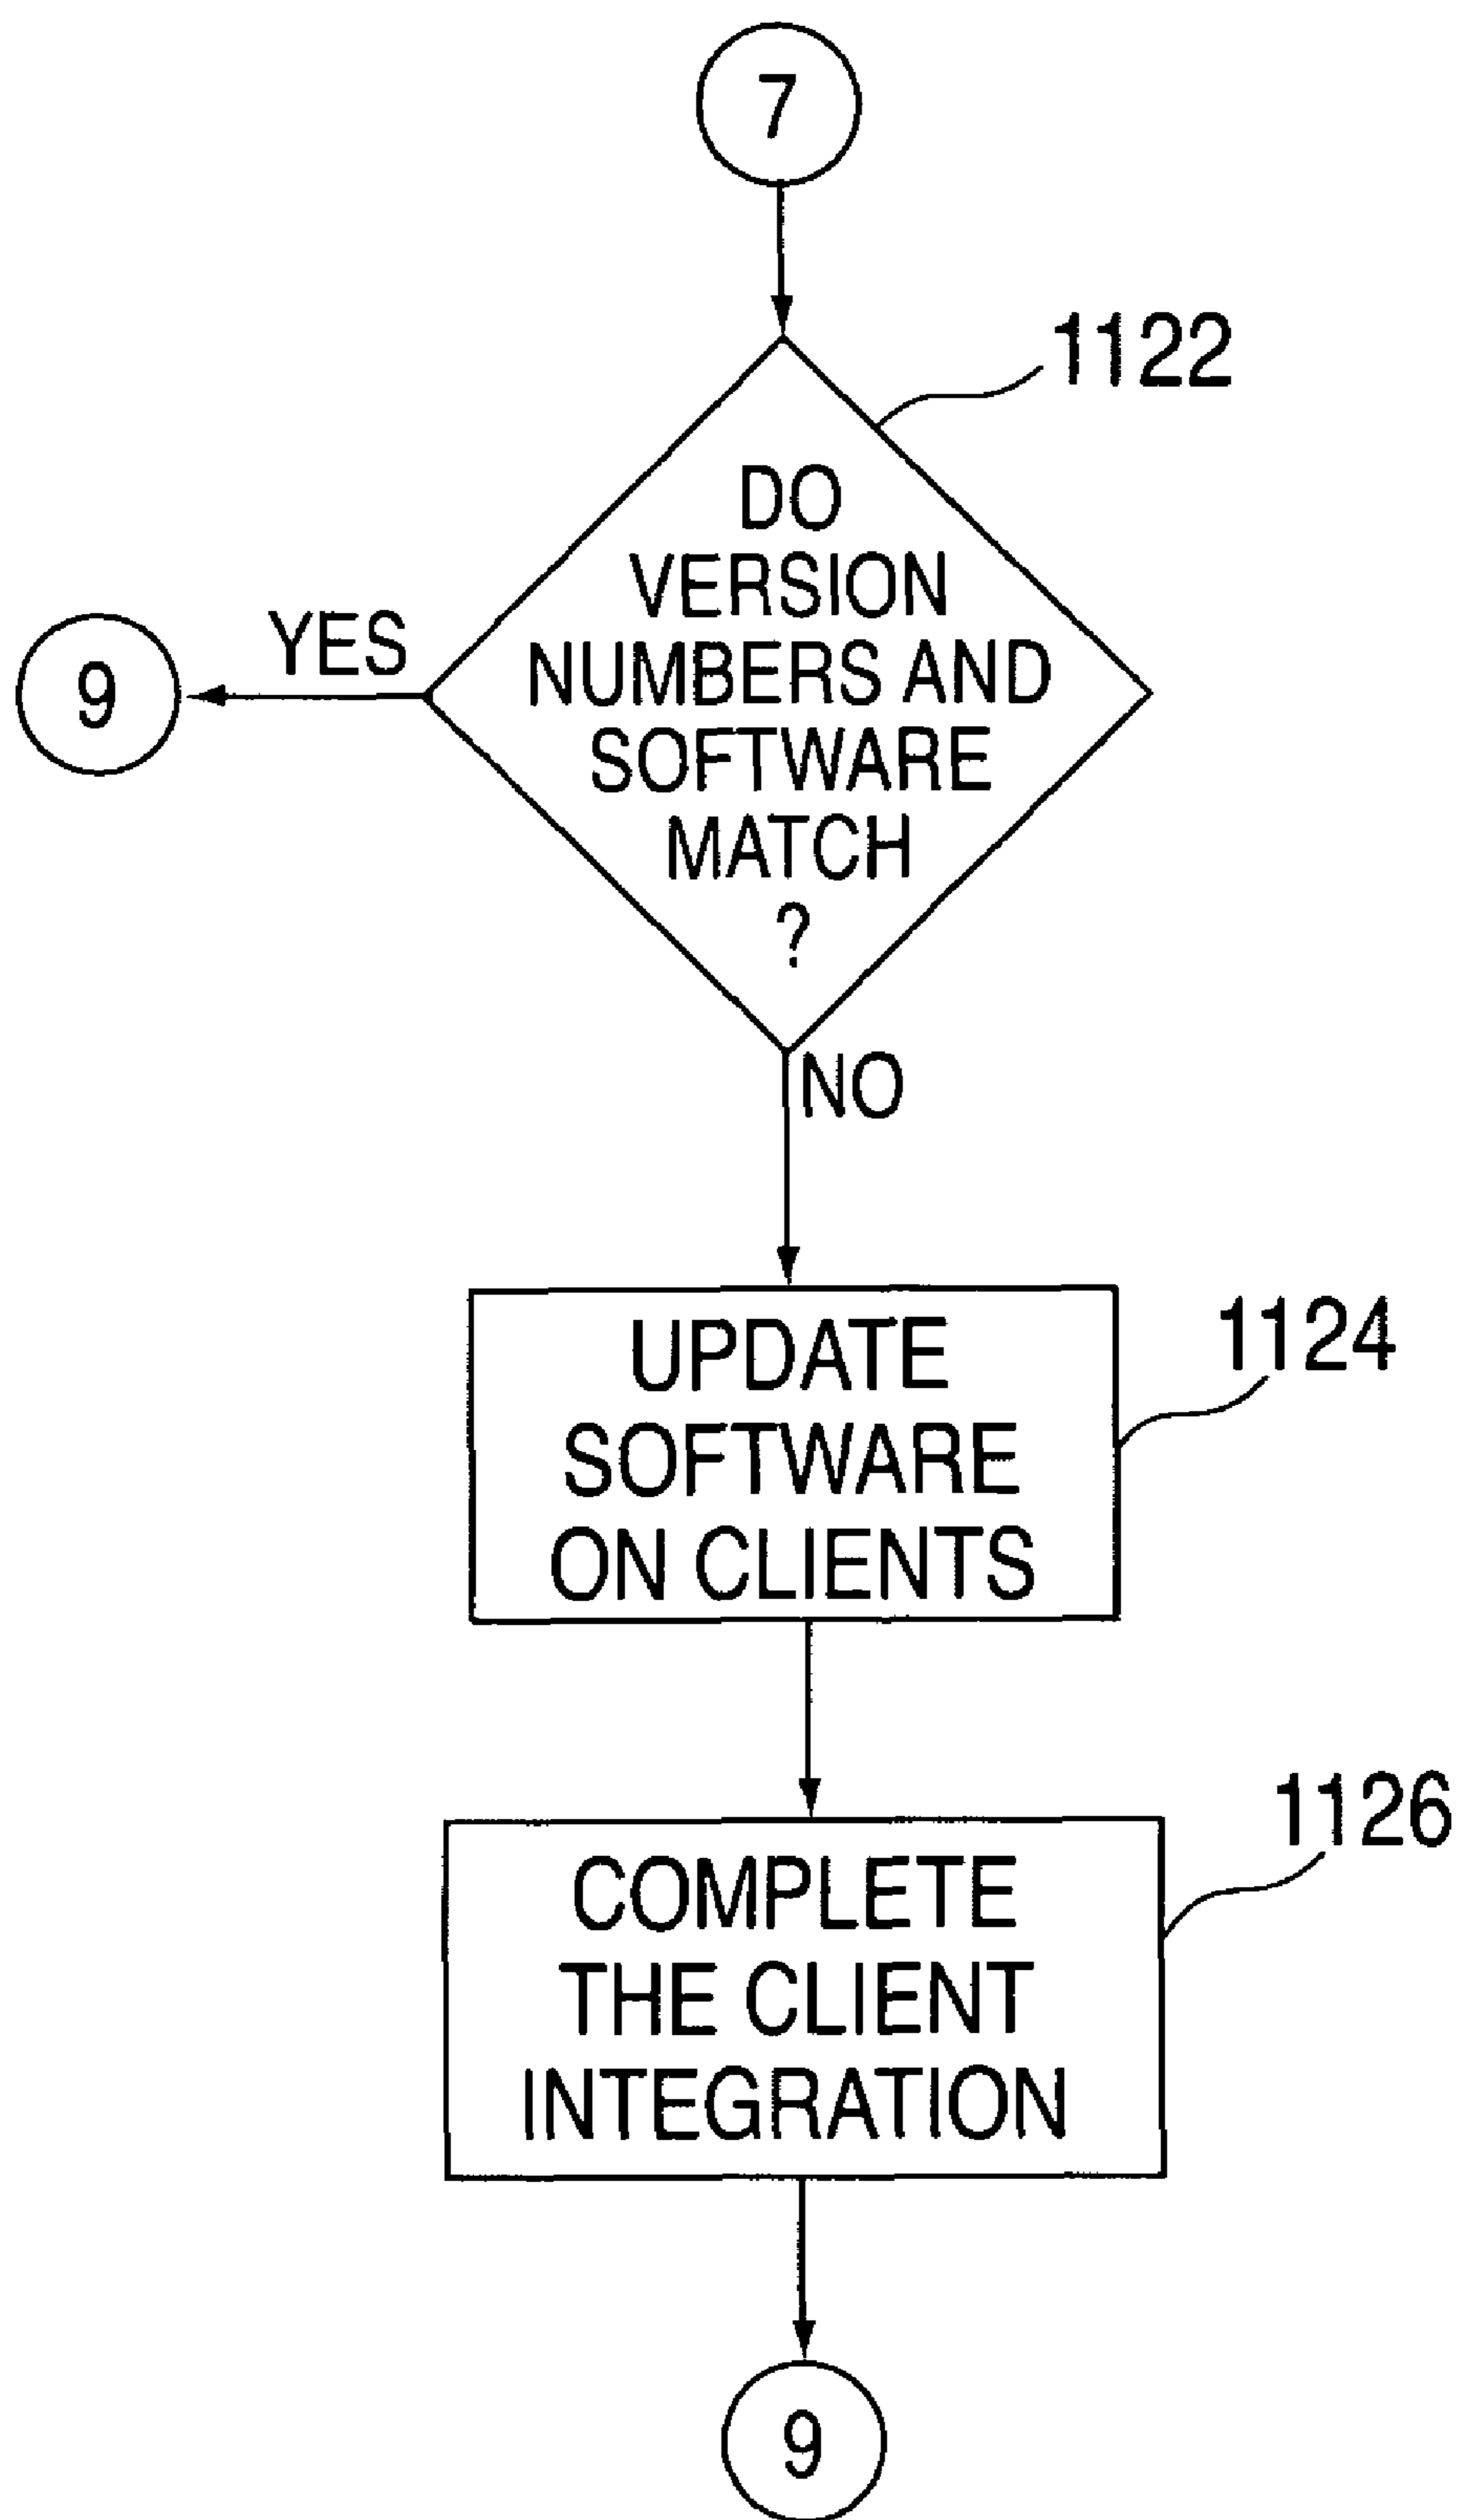 7
1122
DO
VERSION
NUMBERS AND
SOFTWARE
MATCH
?
YES
9
NO
1124
UPDATE
SOFTWARE
ON CLIENTS
1126
COMPLETE
THE CLIENT
INTEGRATION
9